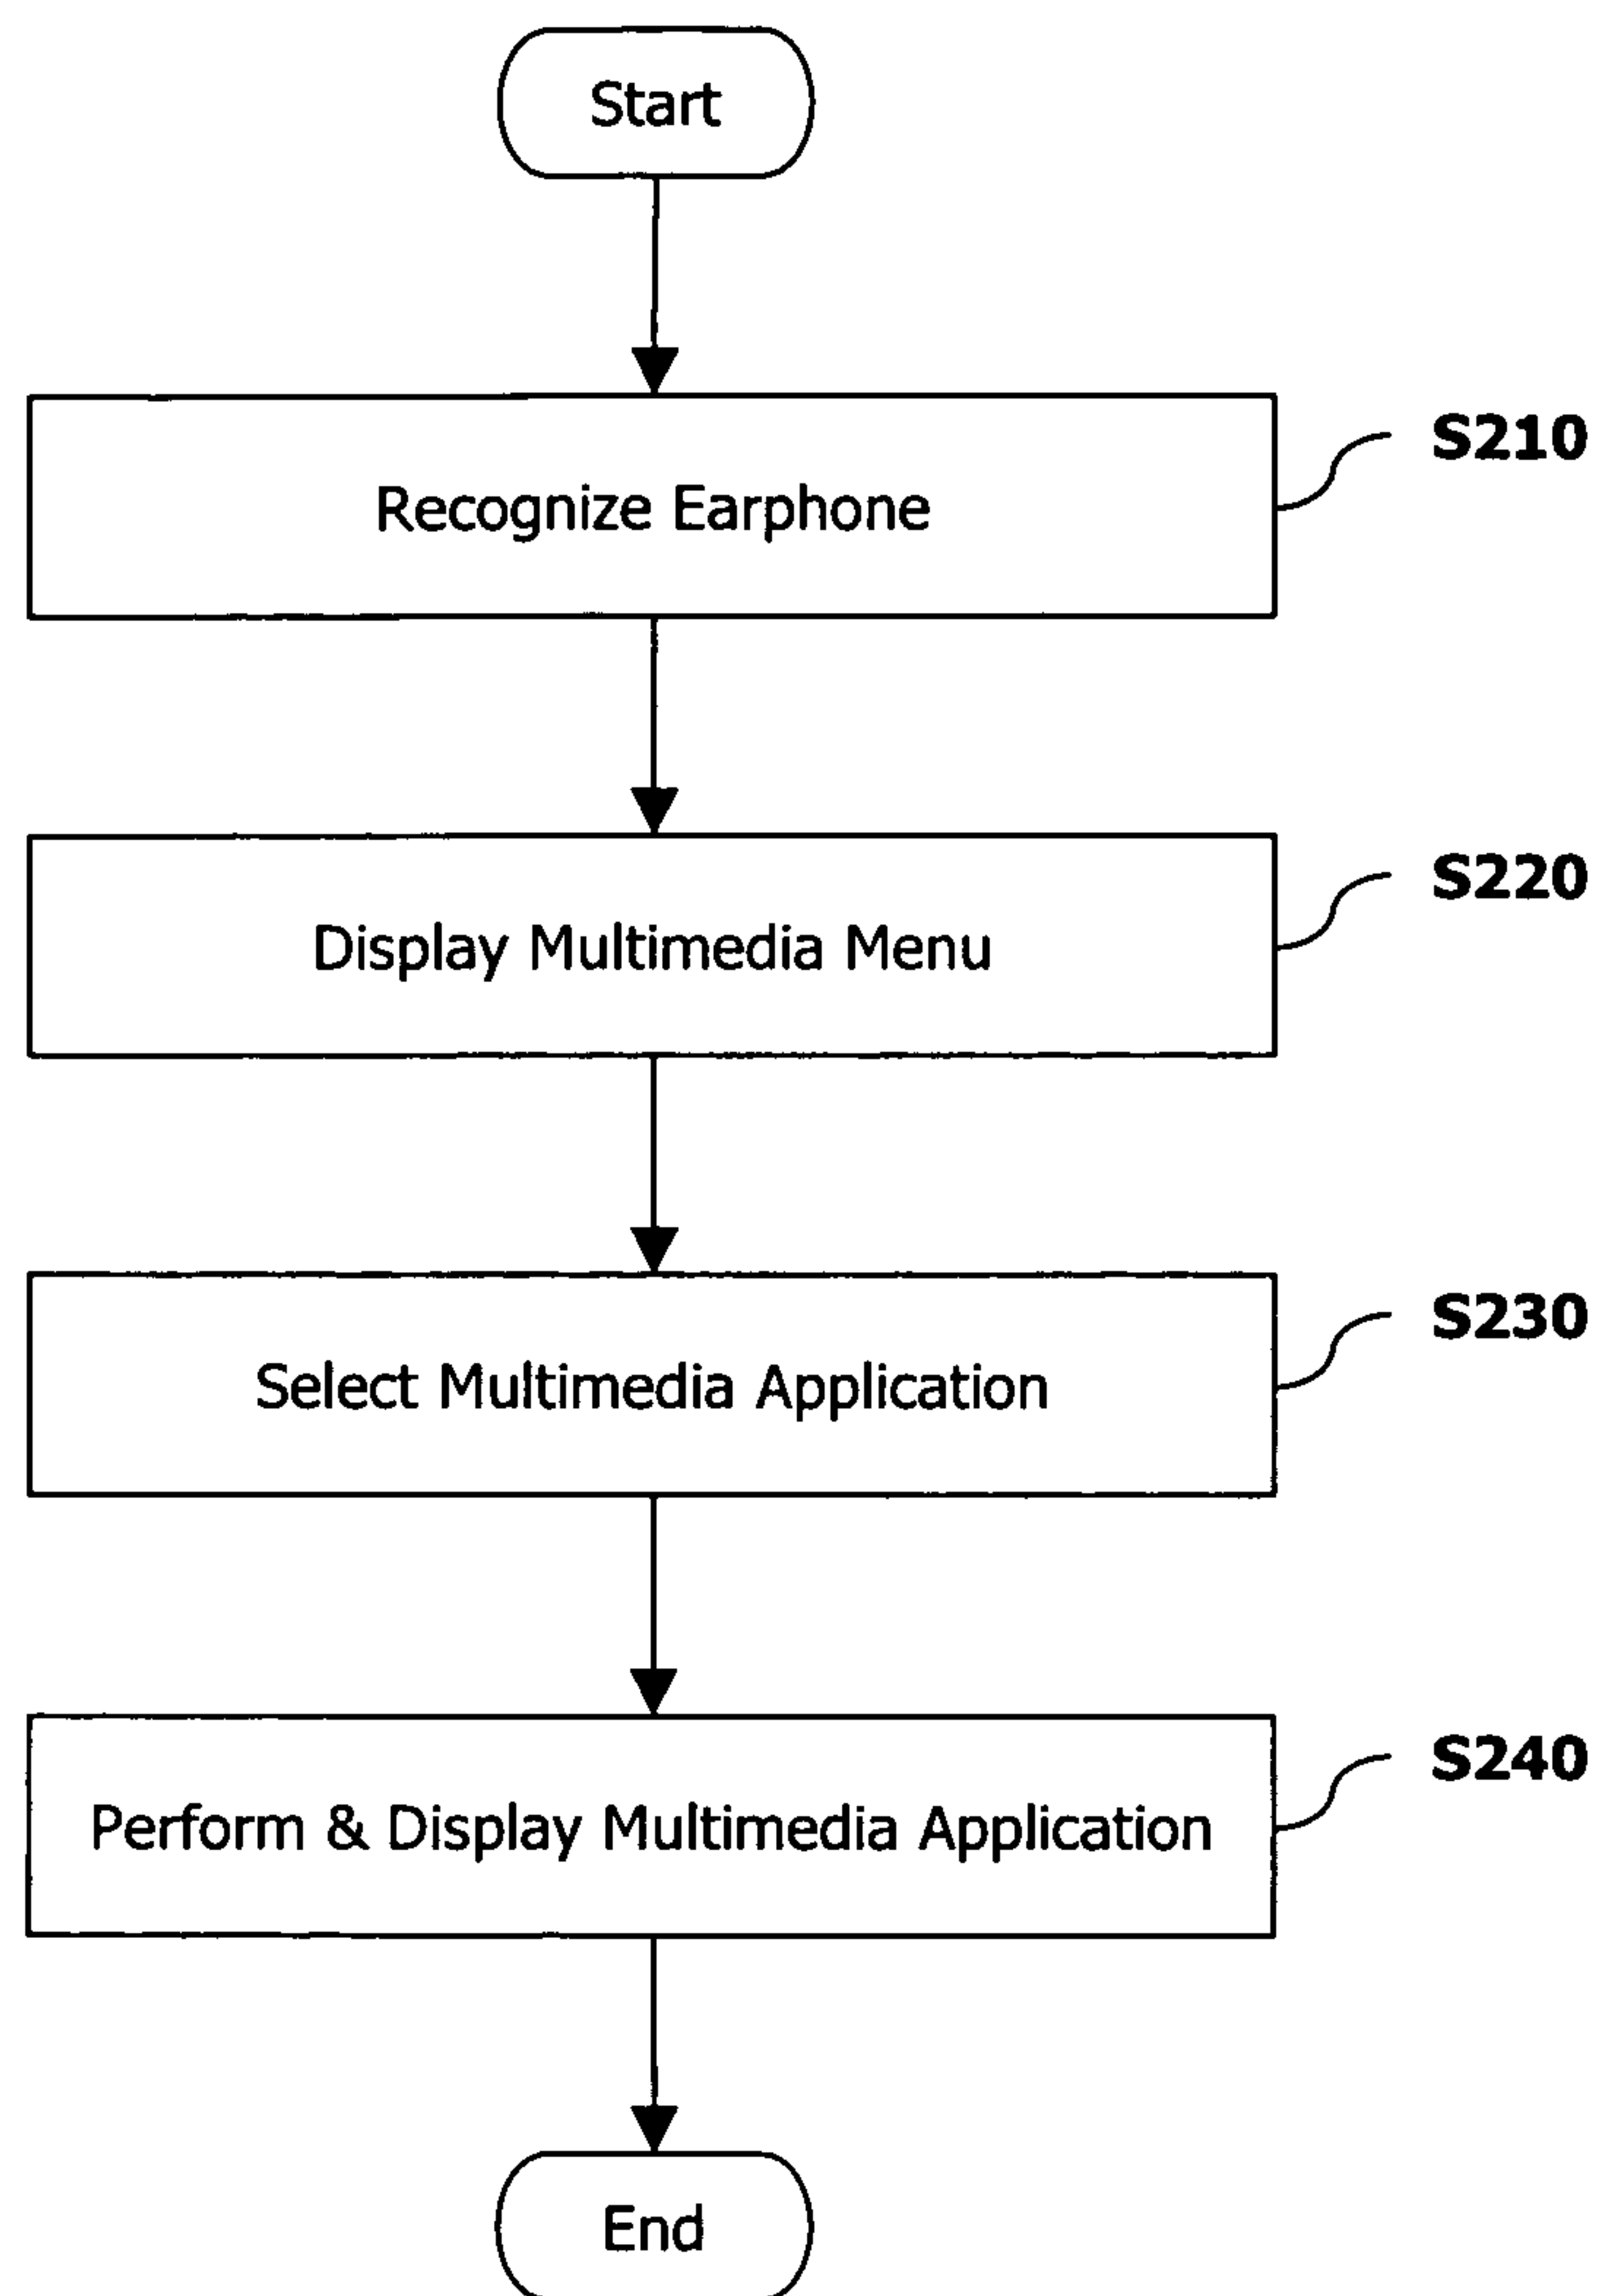 Start
Recognize Earphone
S210
Display Multimedia Menu
S220
Select Multimedia Application
S230
Perform & Display Multimedia Application
S240
End